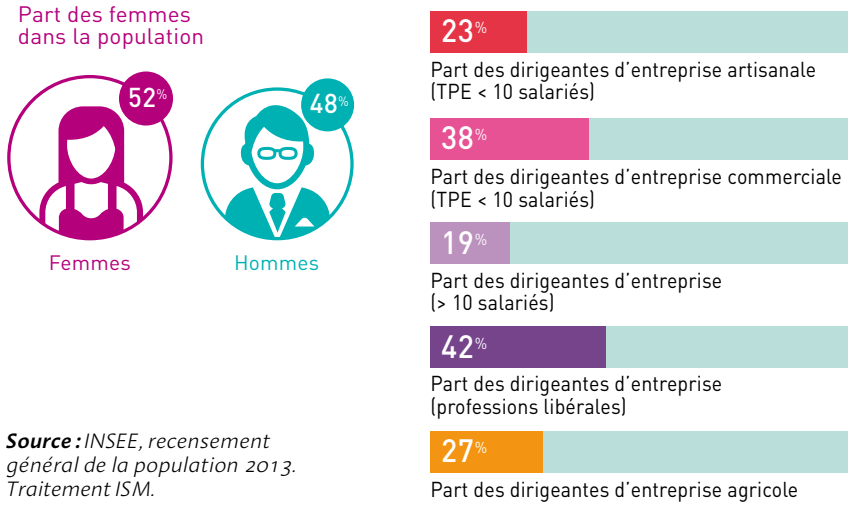 Part des femmes
dans la population
52%
48%
Femmes
Hommes
Source : INSEE, recensement
général de la population 2013.
Traitement ISM.
23%
Part des dirigeantes d'entreprise artisanale
(TPE < 10 salariés)
38%
Part des dirigeantes d'entreprise commerciale
(TPE < 10 salariés)
19%
Part des dirigeantes d'entreprise
(> 10 salariés)
42%
Part des dirigeantes d'entreprise
(professions libérales)
27%
Part des dirigeantes d'entreprise agricole